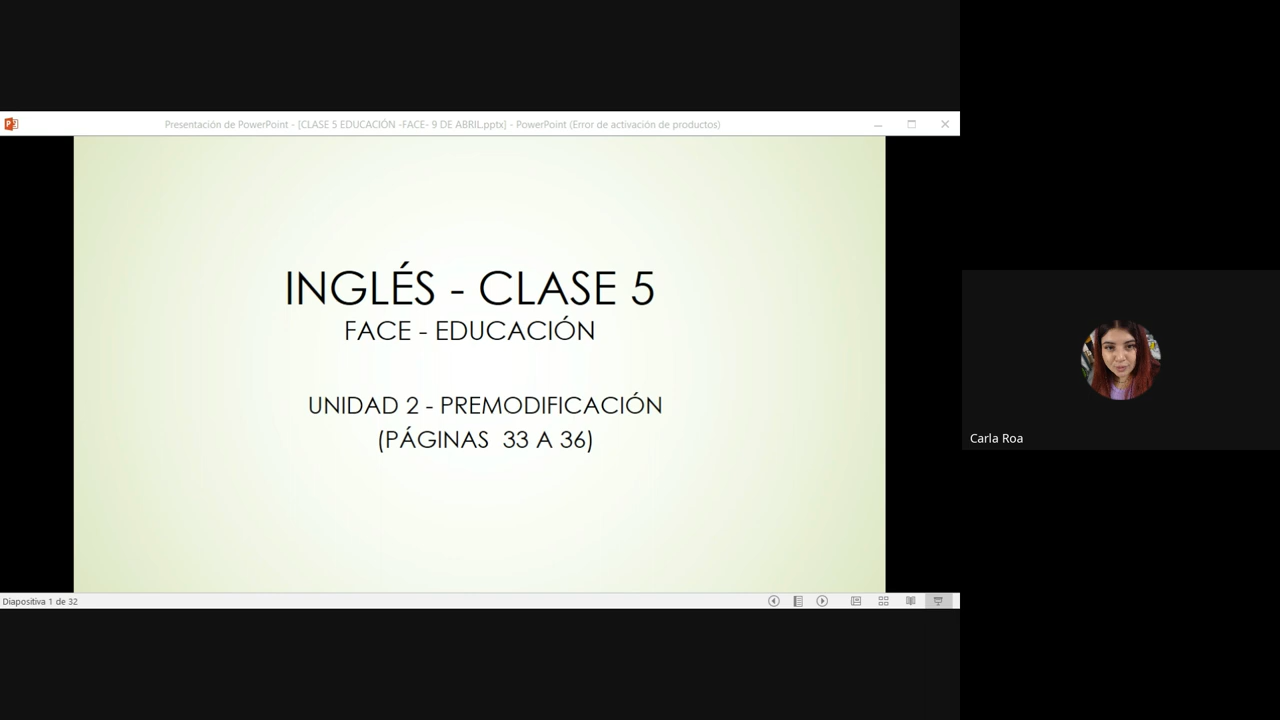 Presentación de PowerPoint - [CLASE 5 EDUCACIÓN -FACE- 9 DE ABRIL.pptx] - PowerPoint (Error de activación de productos)
INGLÉS - CLASE 5
FACE - EDUCACIÓN
UNIDAD 2 - PREMODIFICACIÓN
(PÁGINAS 33 A 36)
Carla Roa
Diapositiva 1 de 32